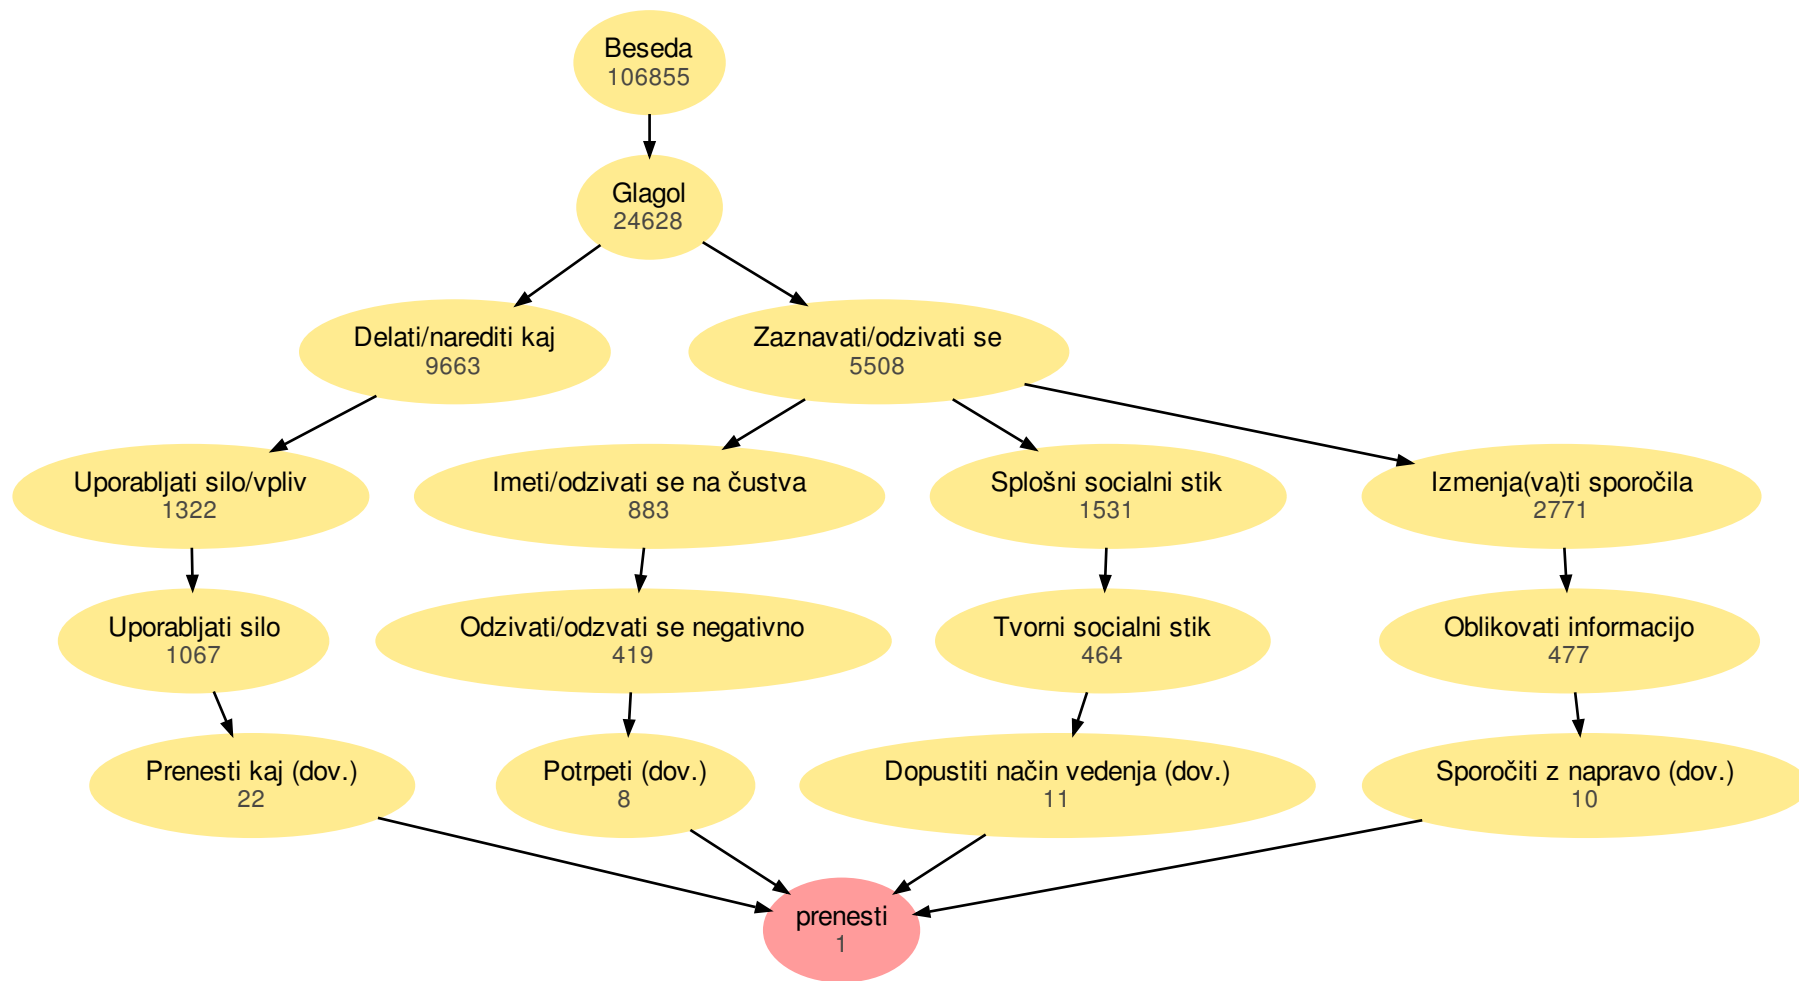 Beseda
106855
Glagol
24628
Delati/narediti kaj
9663
Zaznavati/odzivati se
5508
Uporabljati silo/vpliv
1322
Imeti/odzivati se na čustva
883
Splošni socialni stik
1531
Izmenja(va)ti sporočila
2771
Uporabljati silo
1067
Odzivati/odzvati se negativno
419
Tvorni socialni stik
464
Oblikovati informacijo
477
Prenesti kaj (dov.)
22
Potrpeti (dov.)
8
Dopustiti način vedenja (dov.)
11
Sporočiti z napravo (dov.)
10
prenesti
1